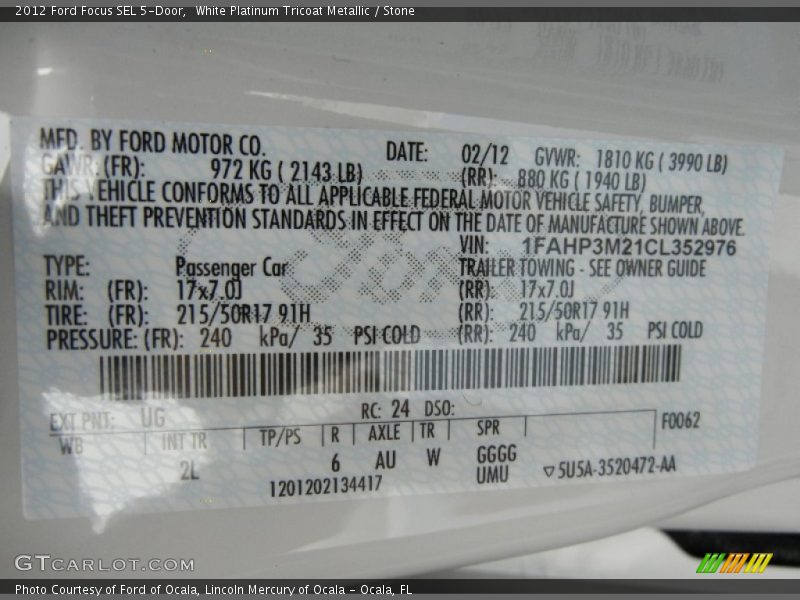 2012 Ford Focus SEL 5-Door, White Platinum Tricoat Metallic / Stone
MFD. BY FORD MOTOR CO. DATE: 02/12 GVWR: 1810 KG ( 3990 LB)
GAWR: (FR): 972 KG ( 2143 LB) (RR): 880 KG ( 1940 LB)
THIS VEHICLE CONFORMS TO ALL APPLICABLE FEDERAL MOTOR VEHICLE SAFETY, BUMPER,
AND THEFT PREVENTION STANDARDS IN EFFECT ON THE DATE OF MANUFACTURE SHOWN ABOVE.
VIN: 1FAHP3M21CL352976
TYPE: Passenger Car TRAILER TOWING - SEE OWNER GUIDE
RIM: (FR): 17x7.0J (RR): 17x7.0J
TIRE: (FR): 215/50R17 91H (RR): 215/50R17 91H
PRESSURE: (FR): 240 kPa/ 35 PSI COLD (RR): 240 kPa/ 35 PSI COLD
EXT PNT: UG RC: 24 DSO: F0062
WB INT TR TP/PS R AXLE TR SPR
2L 6 AU W GGGG
1201202134417 UMU ▽5U5A-3520472-AA
GTCARLOT.COM
Photo Courtesy of Ford of Ocala, Lincoln Mercury of Ocala - Ocala, FL